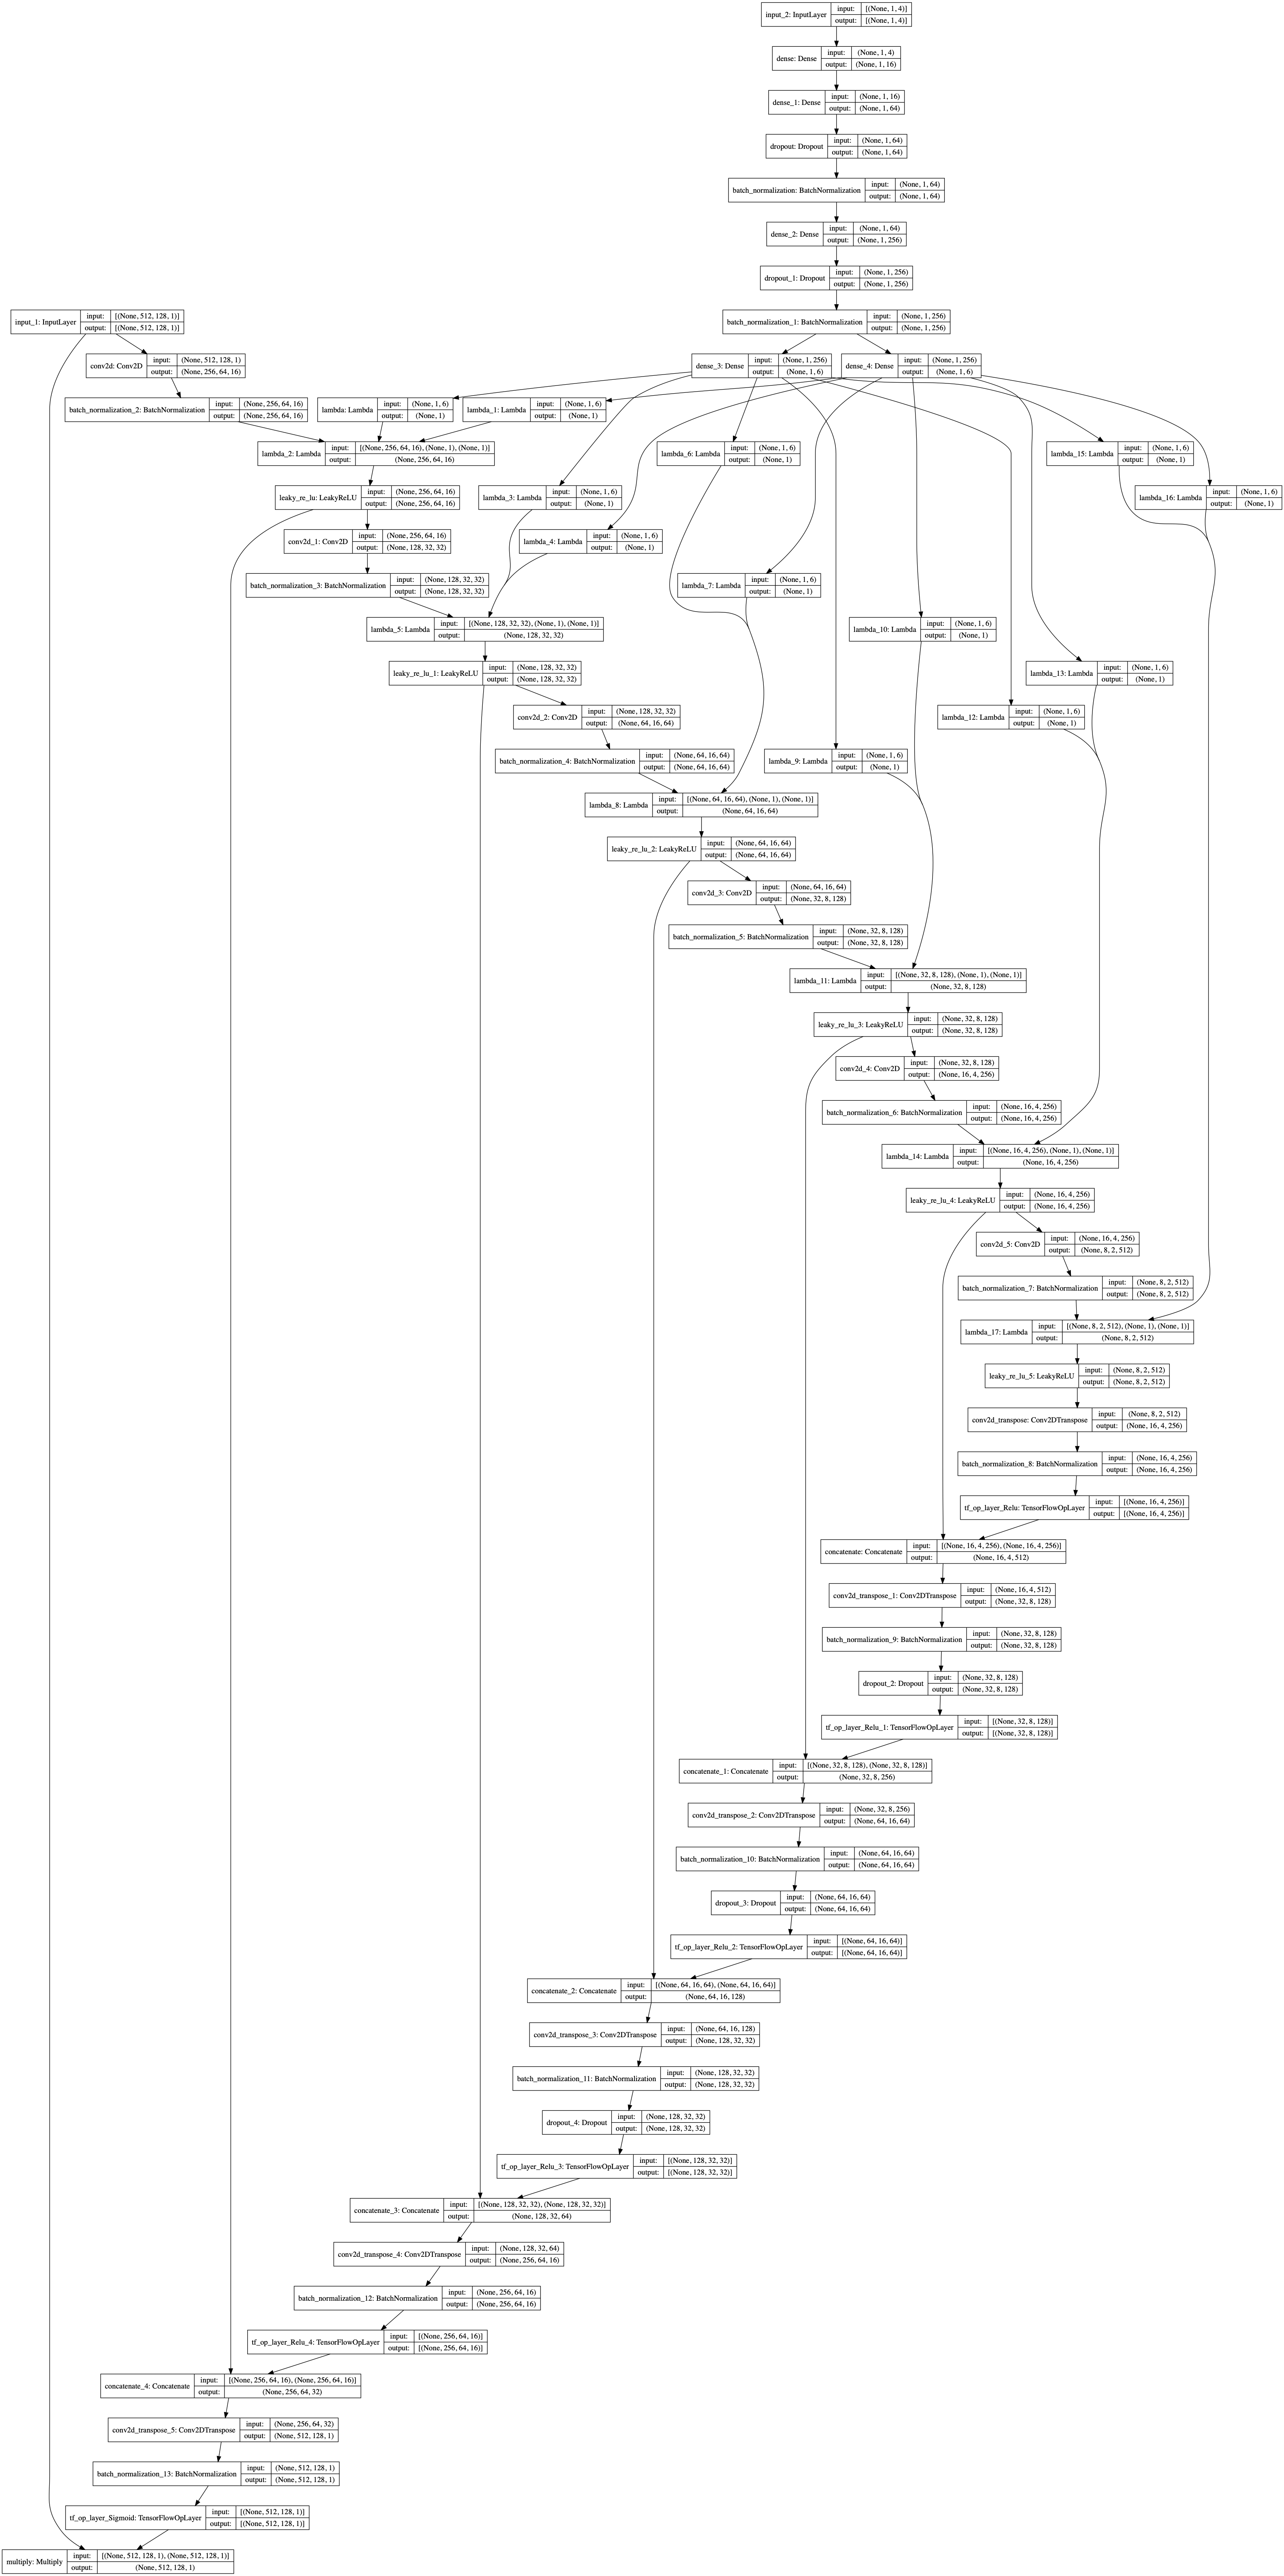 input_2: InputLayer input: [(None, 1, 4)]
output: [(None, 1, 4)]
dense: Dense input: (None, 1, 4)
output: (None, 1, 16)
dense_1: Dense input: (None, 1, 16)
output: (None, 1, 64)
dropout: Dropout input: (None, 1, 64)
output: (None, 1, 64)
batch_normalization: BatchNormalization input: (None, 1, 64)
output: (None, 1, 64)
dense_2: Dense input: (None, 1, 64)
output: (None, 1, 256)
dropout_1: Dropout input: (None, 1, 256)
output: (None, 1, 256)
input_1: InputLayer input: [(None, 512, 128, 1)]
output: [(None, 512, 128, 1)]
batch_normalization_1: BatchNormalization input: (None, 1, 256)
output: (None, 1, 256)
conv2d: Conv2D input: (None, 512, 128, 1)
output: (None, 256, 64, 16)
dense_3: Dense input: (None, 1, 256)
output: (None, 1, 6)
dense_4: Dense input: (None, 1, 256)
output: (None, 1, 6)
batch_normalization_2: BatchNormalization input: (None, 256, 64, 16)
output: (None, 256, 64, 16)
lambda: Lambda input: (None, 1, 6)
output: (None, 1)
lambda_1: Lambda input: (None, 1, 6)
output: (None, 1)
lambda_2: Lambda input: [(None, 256, 64, 16), (None, 1), (None, 1)]
output: (None, 256, 64, 16)
lambda_6: Lambda input: (None, 1, 6)
output: (None, 1)
lambda_15: Lambda input: (None, 1, 6)
output: (None, 1)
leaky_re_lu: LeakyReLU input: (None, 256, 64, 16)
output: (None, 256, 64, 16)
lambda_3: Lambda input: (None, 1, 6)
output: (None, 1)
lambda_16: Lambda input: (None, 1, 6)
output: (None, 1)
conv2d_1: Conv2D input: (None, 256, 64, 16)
output: (None, 128, 32, 32)
lambda_4: Lambda input: (None, 1, 6)
output: (None, 1)
batch_normalization_3: BatchNormalization input: (None, 128, 32, 32)
output: (None, 128, 32, 32)
lambda_7: Lambda input: (None, 1, 6)
output: (None, 1)
lambda_5: Lambda input: [(None, 128, 32, 32), (None, 1), (None, 1)]
output: (None, 128, 32, 32)
lambda_10: Lambda input: (None, 1, 6)
output: (None, 1)
leaky_re_lu_1: LeakyReLU input: (None, 128, 32, 32)
output: (None, 128, 32, 32)
lambda_13: Lambda input: (None, 1, 6)
output: (None, 1)
conv2d_2: Conv2D input: (None, 128, 32, 32)
output: (None, 64, 16, 64)
lambda_12: Lambda input: (None, 1, 6)
output: (None, 1)
batch_normalization_4: BatchNormalization input: (None, 64, 16, 64)
output: (None, 64, 16, 64)
lambda_9: Lambda input: (None, 1, 6)
output: (None, 1)
lambda_8: Lambda input: [(None, 64, 16, 64), (None, 1), (None, 1)]
output: (None, 64, 16, 64)
leaky_re_lu_2: LeakyReLU input: (None, 64, 16, 64)
output: (None, 64, 16, 64)
conv2d_3: Conv2D input: (None, 64, 16, 64)
output: (None, 32, 8, 128)
batch_normalization_5: BatchNormalization input: (None, 32, 8, 128)
output: (None, 32, 8, 128)
lambda_11: Lambda input: [(None, 32, 8, 128), (None, 1), (None, 1)]
output: (None, 32, 8, 128)
leaky_re_lu_3: LeakyReLU input: (None, 32, 8, 128)
output: (None, 32, 8, 128)
conv2d_4: Conv2D input: (None, 32, 8, 128)
output: (None, 16, 4, 256)
batch_normalization_6: BatchNormalization input: (None, 16, 4, 256)
output: (None, 16, 4, 256)
lambda_14: Lambda input: [(None, 16, 4, 256), (None, 1), (None, 1)]
output: (None, 16, 4, 256)
leaky_re_lu_4: LeakyReLU input: (None, 16, 4, 256)
output: (None, 16, 4, 256)
conv2d_5: Conv2D input: (None, 16, 4, 256)
output: (None, 8, 2, 512)
batch_normalization_7: BatchNormalization input: (None, 8, 2, 512)
output: (None, 8, 2, 512)
lambda_17: Lambda input: [(None, 8, 2, 512), (None, 1), (None, 1)]
output: (None, 8, 2, 512)
leaky_re_lu_5: LeakyReLU input: (None, 8, 2, 512)
output: (None, 8, 2, 512)
conv2d_transpose: Conv2DTranspose input: (None, 8, 2, 512)
output: (None, 16, 4, 256)
batch_normalization_8: BatchNormalization input: (None, 16, 4, 256)
output: (None, 16, 4, 256)
tf_op_layer_Relu: TensorFlowOpLayer input: [(None, 16, 4, 256)]
output: [(None, 16, 4, 256)]
concatenate: Concatenate input: [(None, 16, 4, 256), (None, 16, 4, 256)]
output: (None, 16, 4, 512)
conv2d_transpose_1: Conv2DTranspose input: (None, 16, 4, 512)
output: (None, 32, 8, 128)
batch_normalization_9: BatchNormalization input: (None, 32, 8, 128)
output: (None, 32, 8, 128)
dropout_2: Dropout input: (None, 32, 8, 128)
output: (None, 32, 8, 128)
tf_op_layer_Relu_1: TensorFlowOpLayer input: [(None, 32, 8, 128)]
output: [(None, 32, 8, 128)]
concatenate_1: Concatenate input: [(None, 32, 8, 128), (None, 32, 8, 128)]
output: (None, 32, 8, 256)
conv2d_transpose_2: Conv2DTranspose input: (None, 32, 8, 256)
output: (None, 64, 16, 64)
batch_normalization_10: BatchNormalization input: (None, 64, 16, 64)
output: (None, 64, 16, 64)
dropout_3: Dropout input: (None, 64, 16, 64)
output: (None, 64, 16, 64)
tf_op_layer_Relu_2: TensorFlowOpLayer input: [(None, 64, 16, 64)]
output: [(None, 64, 16, 64)]
concatenate_2: Concatenate input: [(None, 64, 16, 64), (None, 64, 16, 64)]
output: (None, 64, 16, 128)
conv2d_transpose_3: Conv2DTranspose input: (None, 64, 16, 128)
output: (None, 128, 32, 32)
batch_normalization_11: BatchNormalization input: (None, 128, 32, 32)
output: (None, 128, 32, 32)
dropout_4: Dropout input: (None, 128, 32, 32)
output: (None, 128, 32, 32)
tf_op_layer_Relu_3: TensorFlowOpLayer input: [(None, 128, 32, 32)]
output: [(None, 128, 32, 32)]
concatenate_3: Concatenate input: [(None, 128, 32, 32), (None, 128, 32, 32)]
output: (None, 128, 32, 64)
conv2d_transpose_4: Conv2DTranspose input: (None, 128, 32, 64)
output: (None, 256, 64, 16)
batch_normalization_12: BatchNormalization input: (None, 256, 64, 16)
output: (None, 256, 64, 16)
tf_op_layer_Relu_4: TensorFlowOpLayer input: [(None, 256, 64, 16)]
output: [(None, 256, 64, 16)]
concatenate_4: Concatenate input: [(None, 256, 64, 16), (None, 256, 64, 16)]
output: (None, 256, 64, 32)
conv2d_transpose_5: Conv2DTranspose input: (None, 256, 64, 32)
output: (None, 512, 128, 1)
batch_normalization_13: BatchNormalization input: (None, 512, 128, 1)
output: (None, 512, 128, 1)
tf_op_layer_Sigmoid: TensorFlowOpLayer input: [(None, 512, 128, 1)]
output: [(None, 512, 128, 1)]
multiply: Multiply input: [(None, 512, 128, 1), (None, 512, 128, 1)]
output: (None, 512, 128, 1)